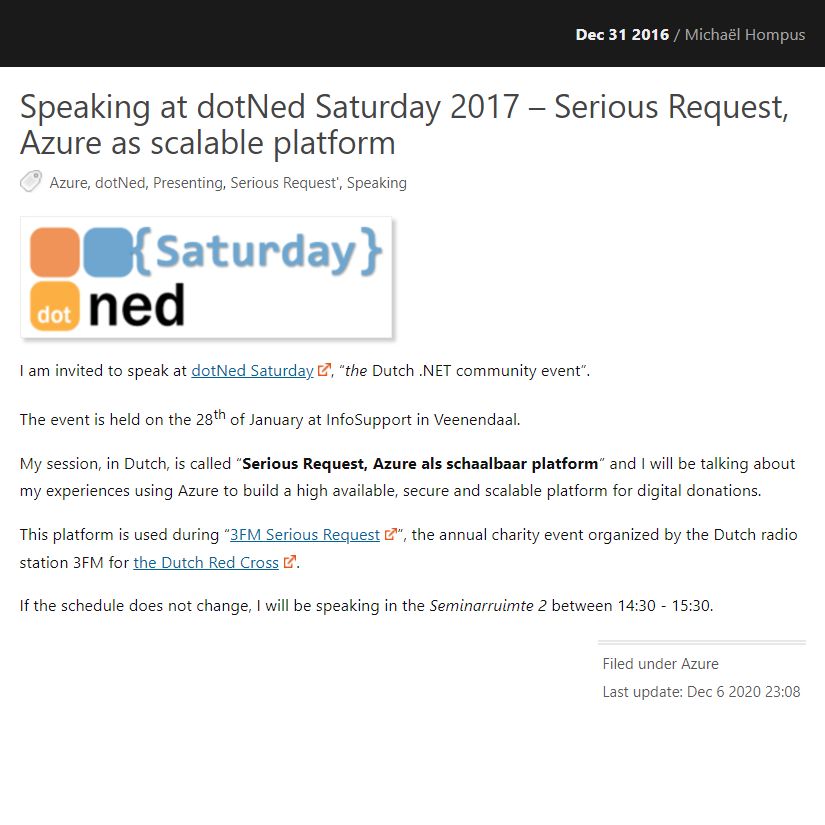 Dec 31 2016 / Michaël Hompus
Speaking at dotNed Saturday 2017 – Serious Request,
Azure as scalable platform
Azure, dotNed, Presenting, Serious Request', Speaking
{Saturday}
dot ned
I am invited to speak at dotNed Saturday, “the Dutch .NET community event”.
The event is held on the 28th of January at InfoSupport in Veenendaal.
My session, in Dutch, is called “Serious Request, Azure als schaalbaar platform” and I will be talking about
my experiences using Azure to build a high available, secure and scalable platform for digital donations.
This platform is used during “3FM Serious Request”, the annual charity event organized by the Dutch radio
station 3FM for the Dutch Red Cross.
If the schedule does not change, I will be speaking in the Seminarruimte 2 between 14:30 - 15:30.
Filed under Azure
Last update: Dec 6 2020 23:08